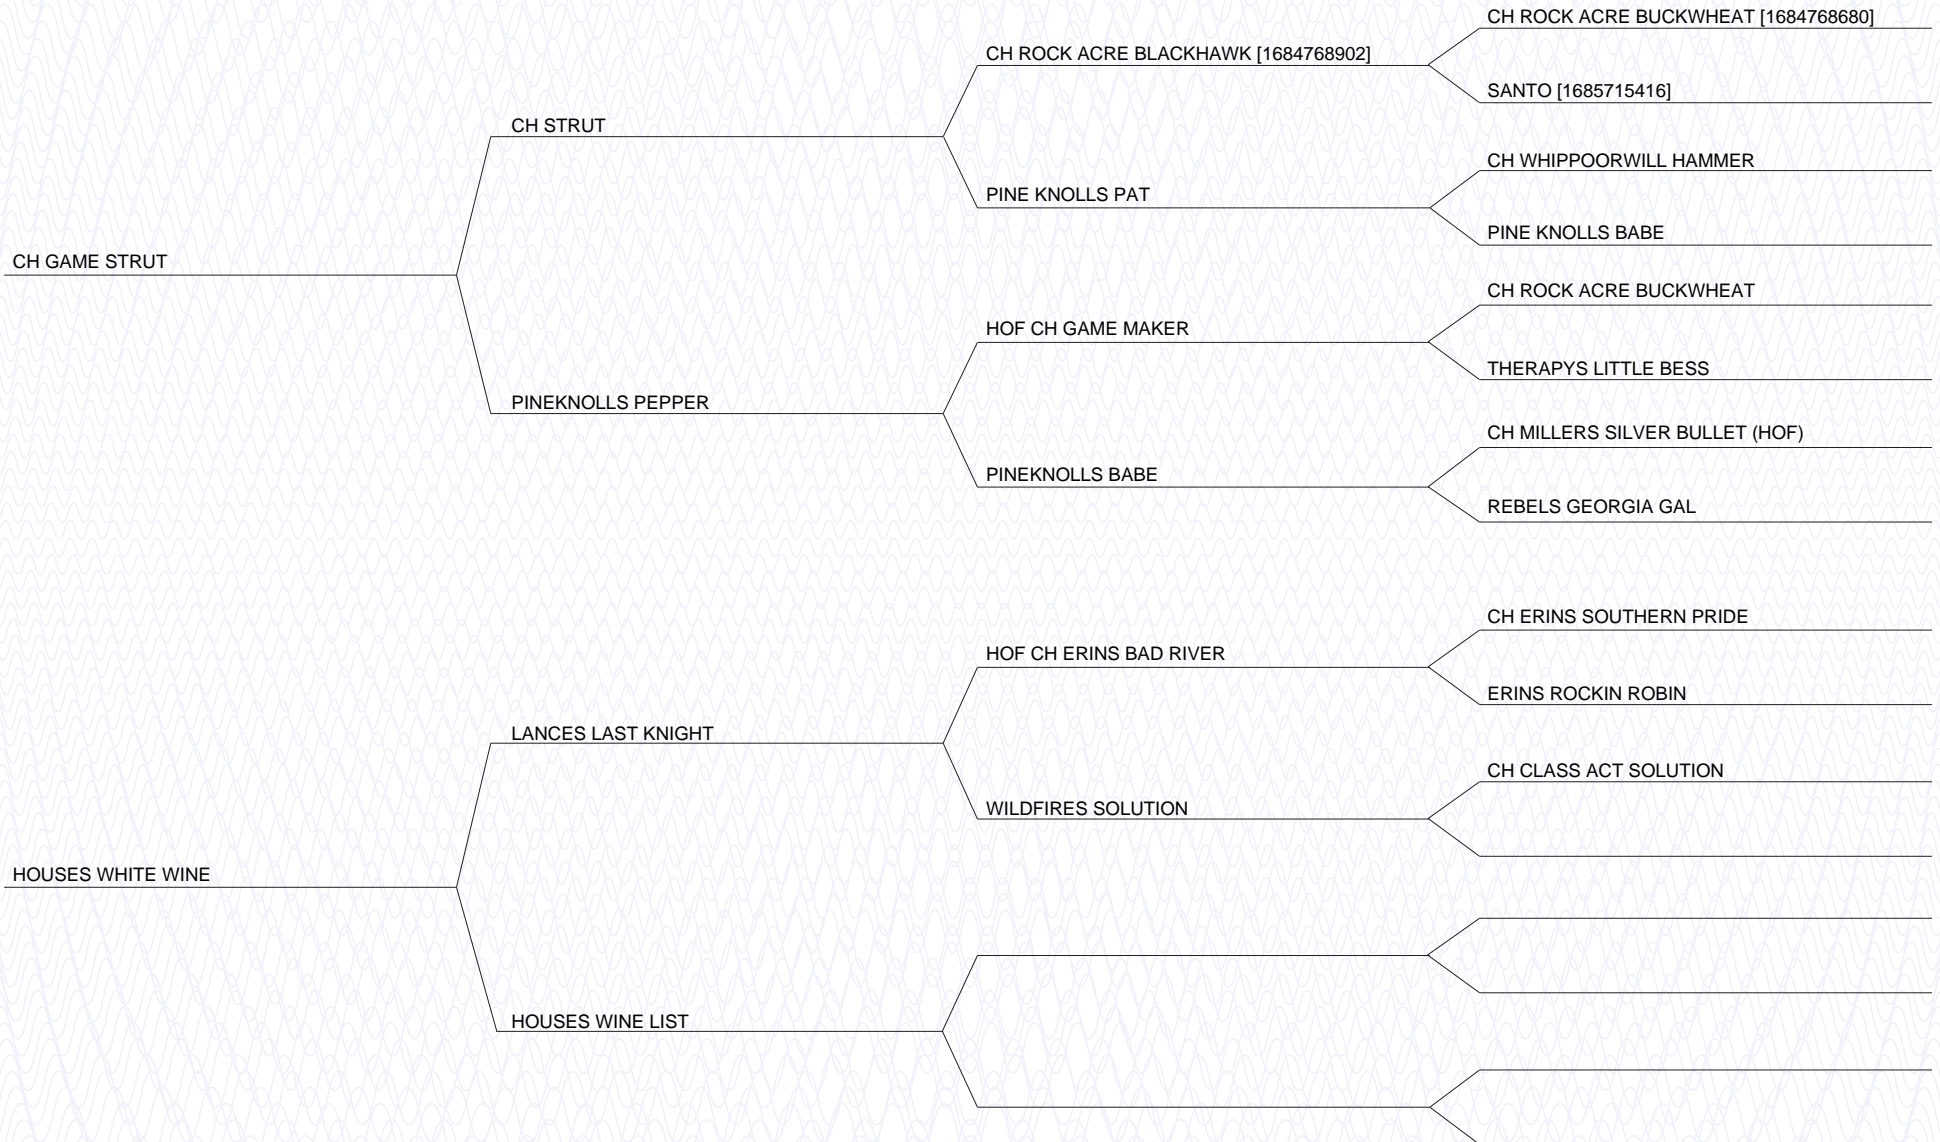 CH ROCK ACRE BUCKWHEAT [1684768680]
CH ROCK ACRE BLACKHAWK [1684768902]
SANTO [1685715416]
CH STRUT
CH WHIPPOORWILL HAMMER
PINE KNOLLS PAT
PINE KNOLLS BABE
CH GAME STRUT
CH ROCK ACRE BUCKWHEAT
HOF CH GAME MAKER
THERAPYS LITTLE BESS
PINEKNOLLS PEPPER
CH MILLERS SILVER BULLET (HOF)
PINEKNOLLS BABE
REBELS GEORGIA GAL
CH ERINS SOUTHERN PRIDE
HOF CH ERINS BAD RIVER
ERINS ROCKIN ROBIN
LANCES LAST KNIGHT
CH CLASS ACT SOLUTION
WILDFIRES SOLUTION
HOUSES WHITE WINE
HOUSES WINE LIST